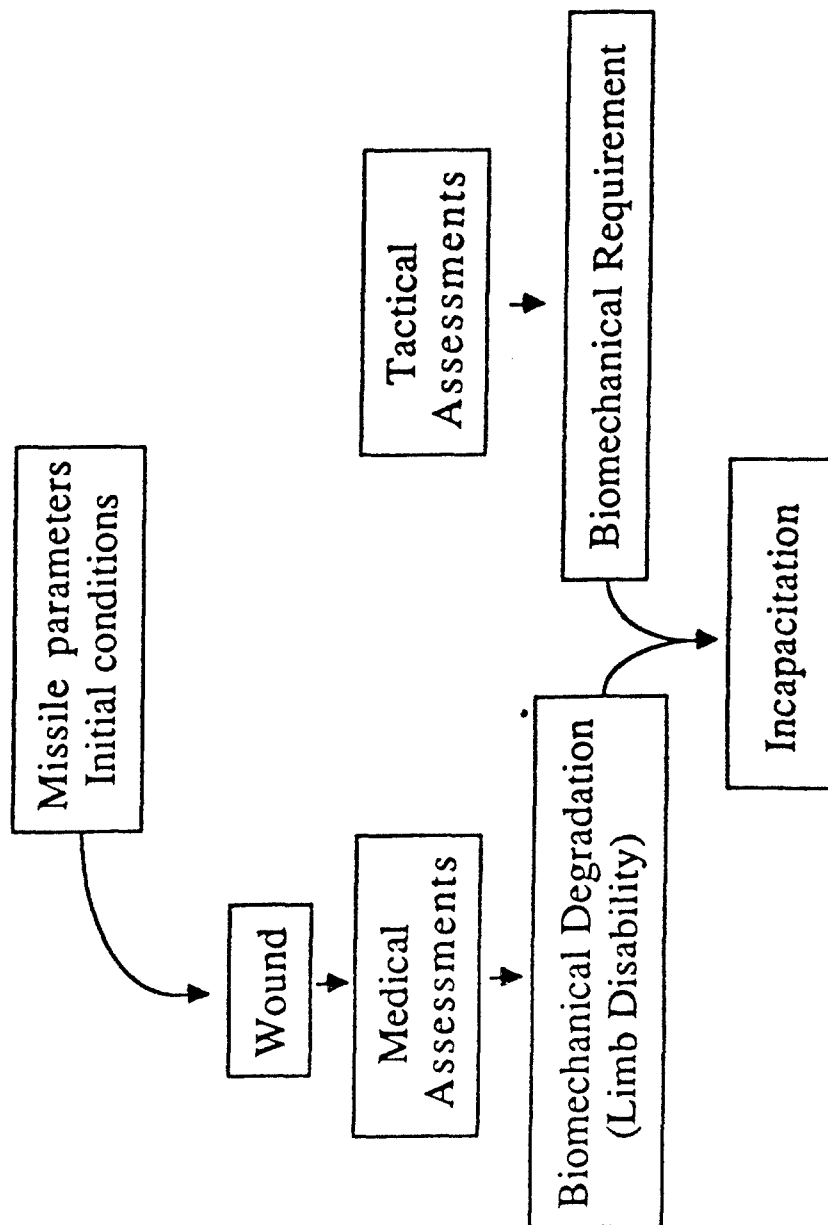 Missile parameters
Initial conditions
Wound
Medical
Assessments
Biomechanical Degradation
(Limb Disability)
Tactical
Assessments
Biomechanical Requirement
Incapacitation